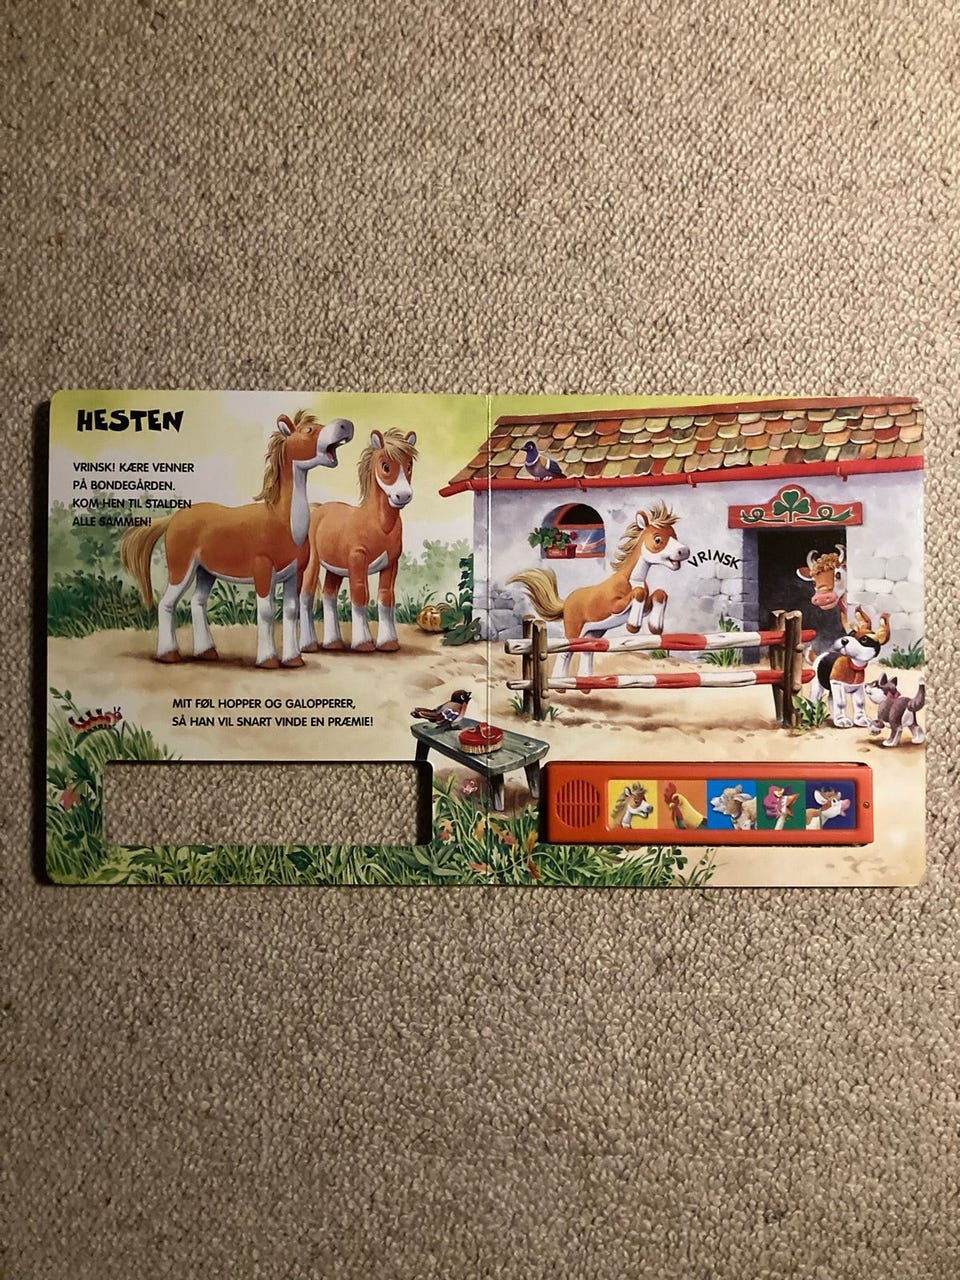 HESTEN
VRINSK! KÆRE VENNER
PÅ BONDEGÅRDEN.
KOM HEN TIL STALDEN
ALLE SAMMEN!
MIT FØL HOPPER OG GALOPPERER,
SÅ HAN VIL SNART VINDE EN PRÆMIE!
VRINSK